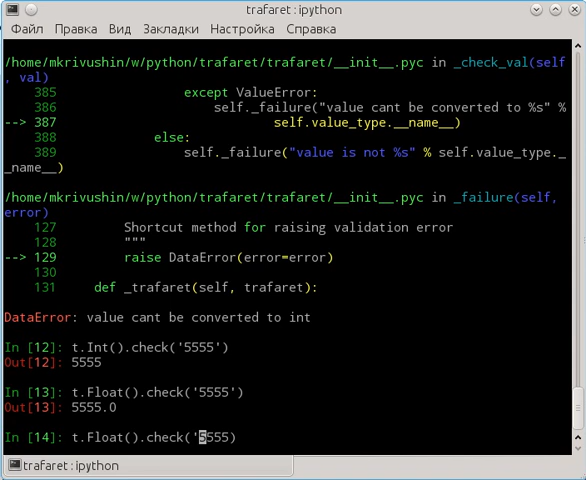 trafaret : ipython
Файл Правка Вид Закладки Настройка Справка
/home/mkrivushin/w/python/trafaret/trafaret/__init__.pyc in _check_val(self
, val)
385 except ValueError:
386 self._failure("value cant be converted to %s" %
--> 387 self.value_type.__name__)
388 else:
389 self._failure("value is not %s" % self.value_type._
_name__)
/home/mkrivushin/w/python/trafaret/trafaret/__init__.pyc in _failure(self,
error)
127 Shortcut method for raising validation error
128 """
--> 129 raise DataError(error=error)
130
131 def _trafaret(self, trafaret):
DataError: value cant be converted to int
In [12]: t.Int().check('5555')
Out[12]: 5555
In [13]: t.Float().check('5555')
Out[13]: 5555.0
In [14]: t.Float().check('5555)
trafaret : ipython